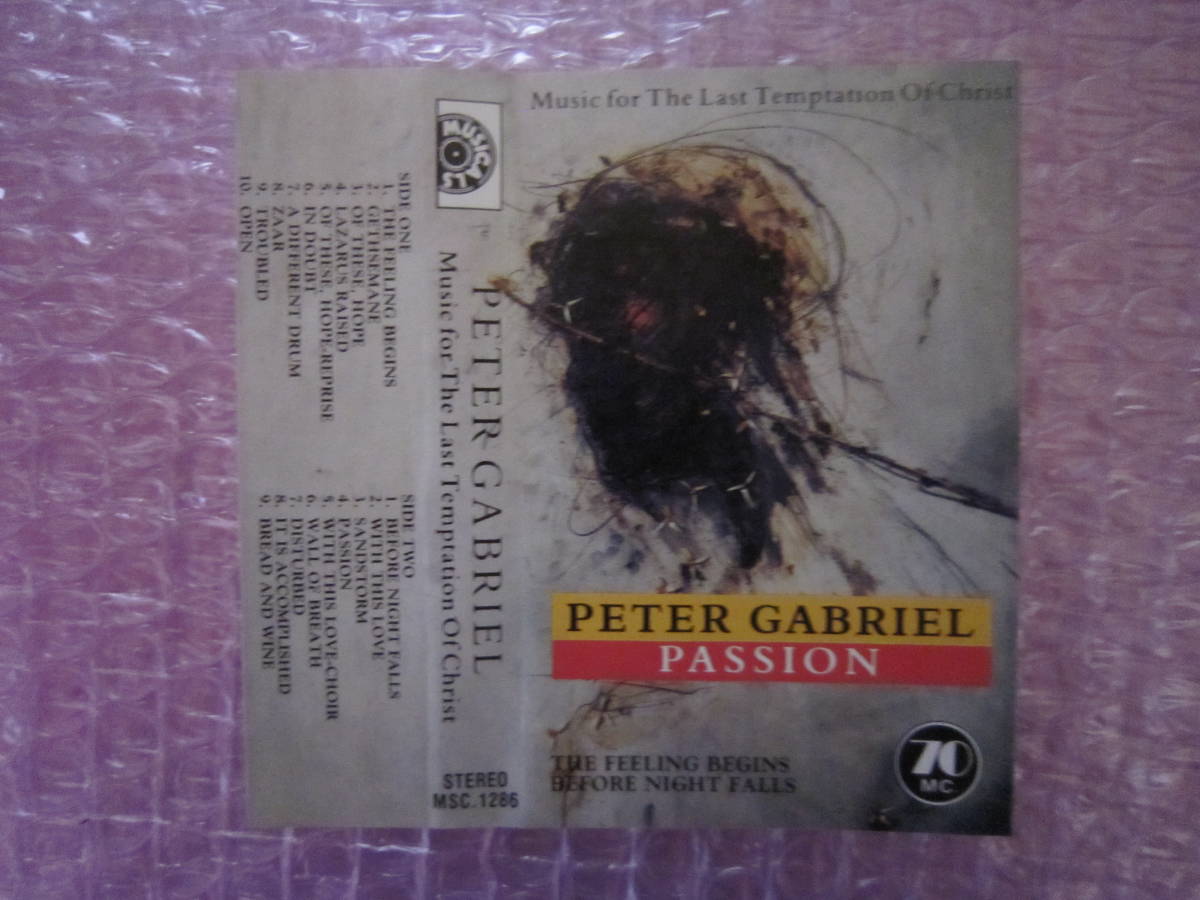 Music for The Last Temptation Of Christ
PETER GABRIEL
PASSION
THE FEELING BEGINS
BEFORE NIGHT FALLS
70
MC.
MUSICALS
PETER GABRIEL
Music for The Last Temptation Of Christ
STEREO
MSC.1286
SIDE ONE
1. THE FEELING BEGINS
2. GETHSEMANE
3. OF THESE, HOPE
4. LAZARUS RAISED
5. OF THESE, HOPE-REPRISE
6. IN DOUBT
7. A DIFFERENT DRUM
8. ZAAR
9. TROUBLED
10. OPEN
SIDE TWO
1. BEFORE NIGHT FALLS
2. WITH THIS LOVE
3. SANDSTORM
4. PASSION
5. WITH THIS LOVE-CHOIR
6. WALL OF BREATH
7. DISTURBED
8. IT IS ACCOMPLISHED
9. BREAD AND WINE